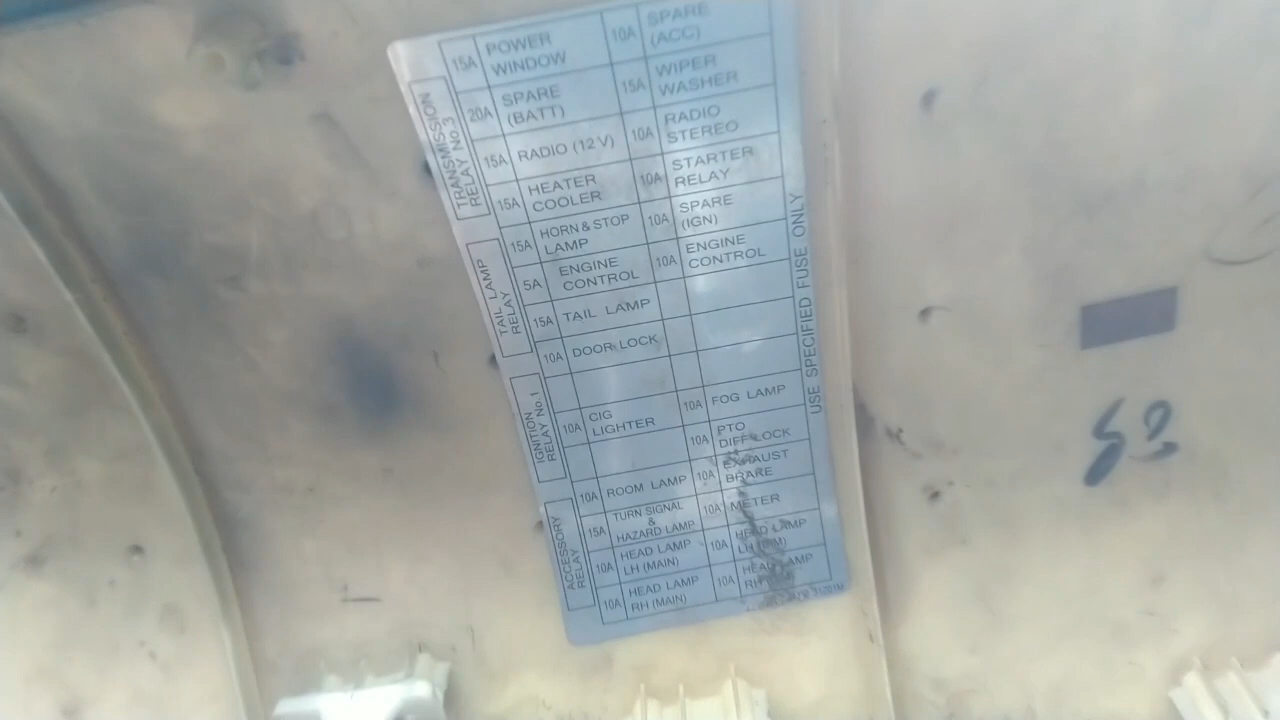 15A POWER WINDOW 10A SPARE (ACC)
20A SPARE (BATT) 15A WIPER WASHER
15A RADIO (12V) 10A RADIO STEREO
15A HEATER COOLER 10A STARTER RELAY
15A HORN & STOP LAMP 10A SPARE (IGN)
5A ENGINE CONTROL 10A ENGINE CONTROL
15A TAIL LAMP
10A DOOR LOCK
10A CIG LIGHTER 10A FOG LAMP
10A PTO DIFF LOCK
10A ROOM LAMP 10A EXHAUST BRARE
15A TURN SIGNAL & HAZARD LAMP 10A METER
10A HEAD LAMP LH (MAIN) 10A HEAD LAMP LH (DIM)
10A HEAD LAMP RH (MAIN) 10A HEAD LAMP RH
TRANSMISSION RELAY No.3
TAIL LAMP RELAY
IGNITION RELAY No.1
ACCESSORY RELAY
USE SPECIFIED FUSE ONLY